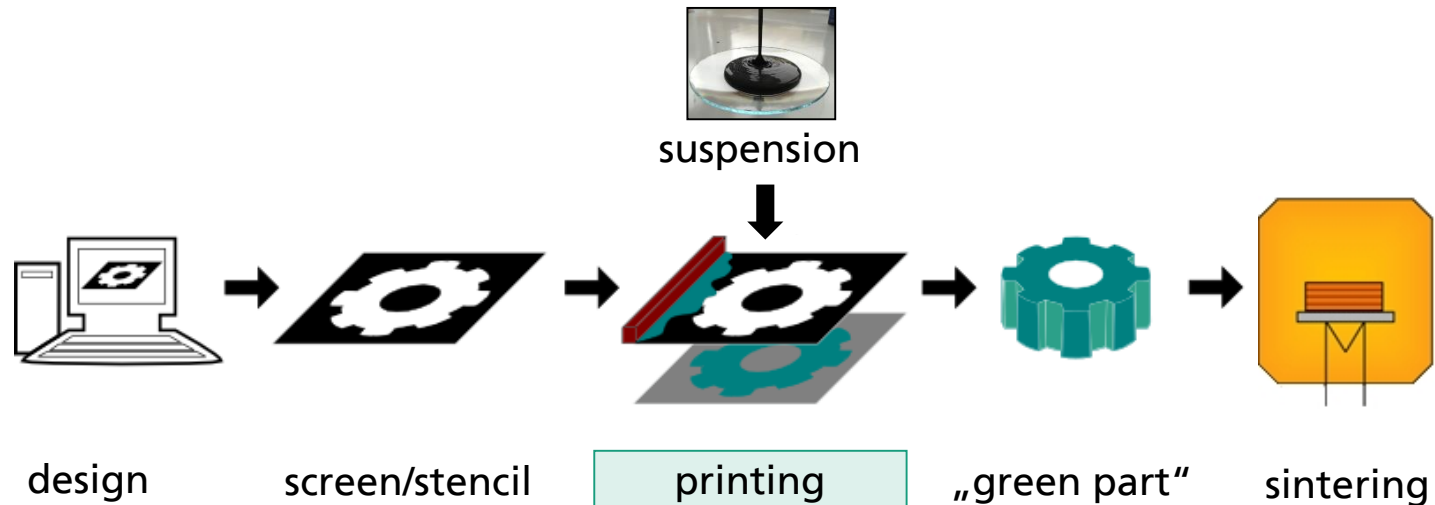 suspension
design
screen/stencil
printing
„green part“
sintering